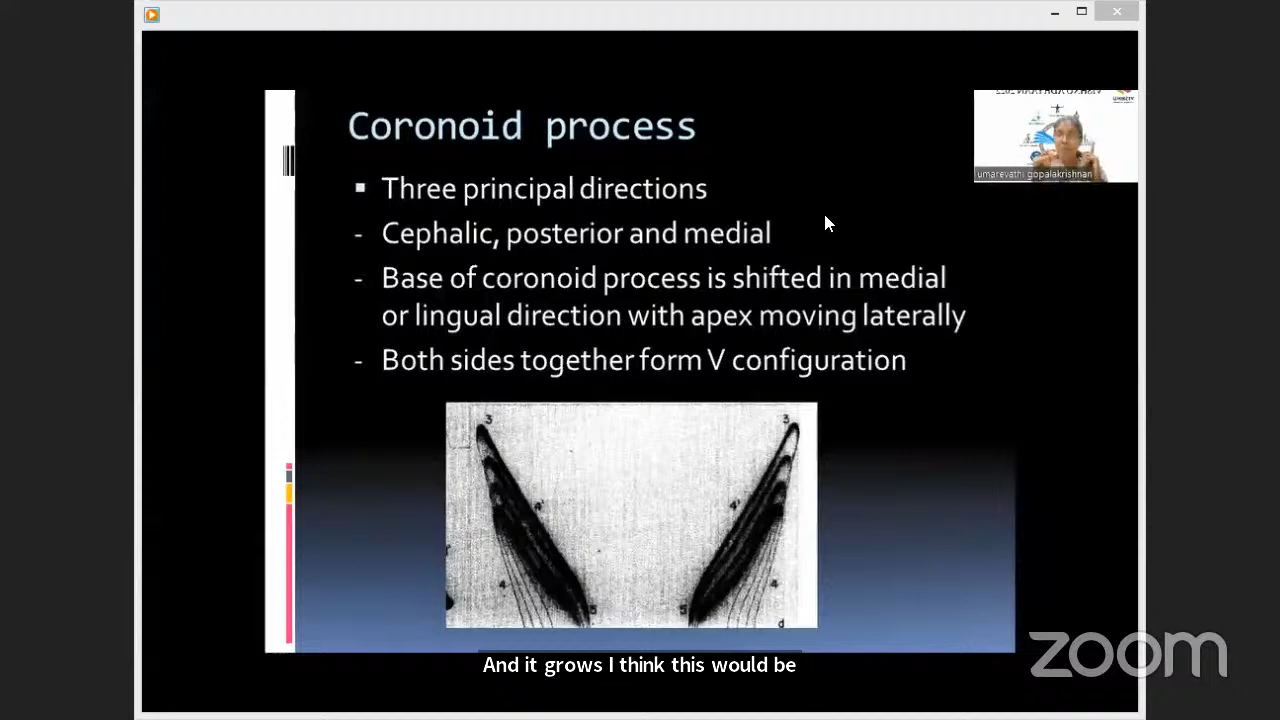 Coronoid process
▪ Three principal directions
- Cephalic, posterior and medial
- Base of coronoid process is shifted in medial
or lingual direction with apex moving laterally
- Both sides together form V configuration
umarevathi gopalakrishnan
3 3
4' 4'
4 4
5 5
d
And it grows I think this would be
zoom